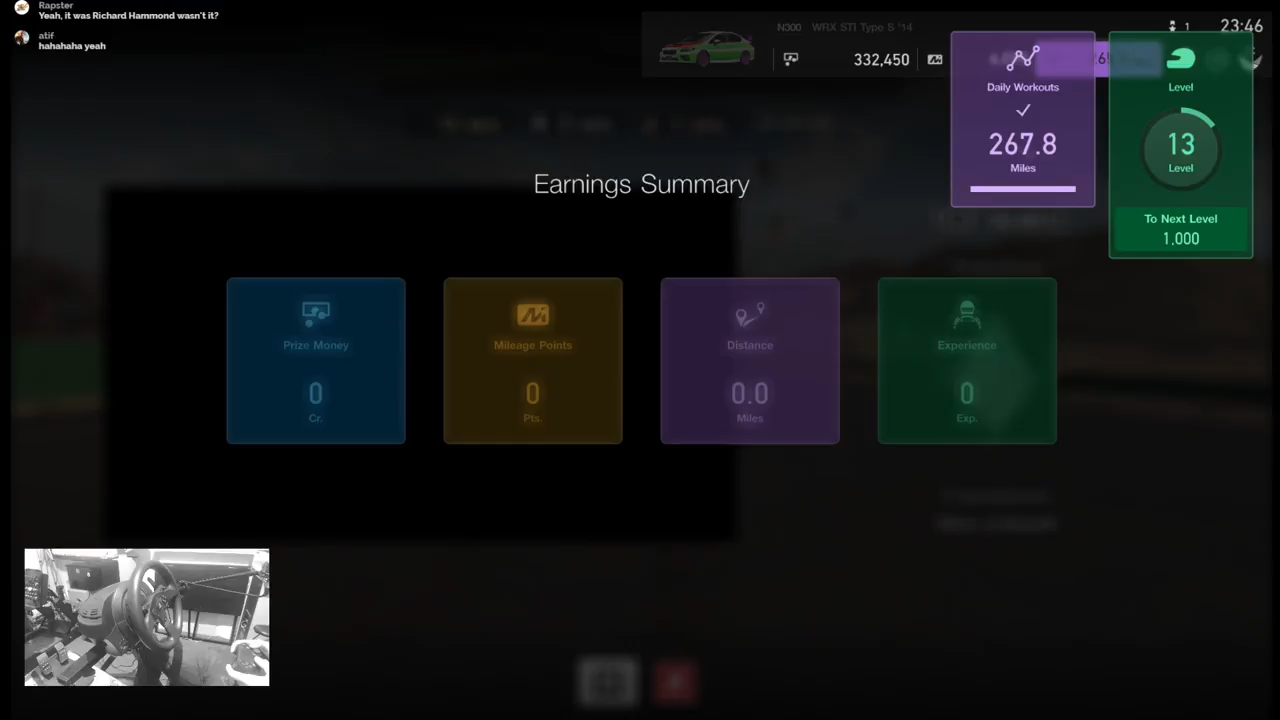 Rapster
Yeah, it was Richard Hammond wasn't it?
atif
hahahaha yeah
N300 WRX STI Type S '14
332,450
1
23:46
Daily Workouts
267.8
Miles
Level
13
Level
To Next Level
1,000
Earnings Summary
Prize Money
0
Cr.
Mileage Points
0
Pts.
Distance
0.0
Miles
Experience
0
Exp.